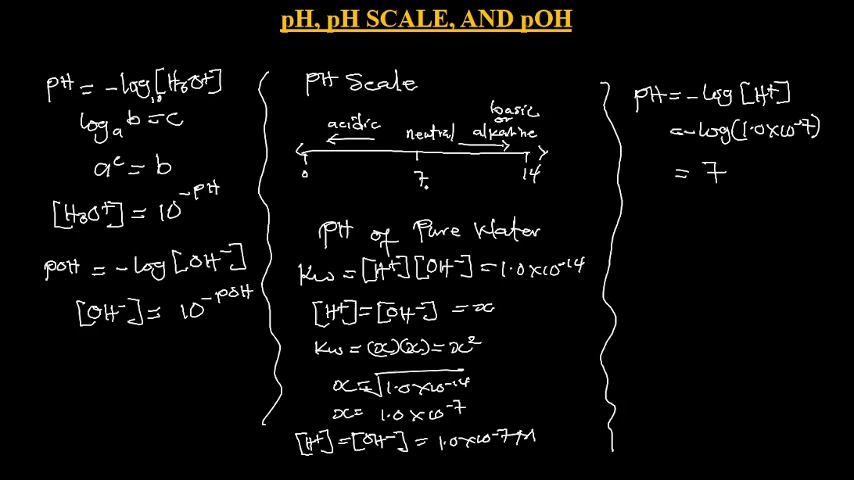 pH, pH SCALE, AND pOH
pH = -log₁₀[H₃O⁺]
logₐ b = c
aᶜ = b
[H₃O⁺] = 10⁻ᵖᴴ
pOH = -log[OH⁻]
[OH⁻] = 10⁻ᵖᴼᴴ
pH Scale
acidic neutral basic or alkaline
0 7 14
pH of Pure Water
Kw = [H⁺][OH⁻] = 1.0×10⁻¹⁴
[H⁺] = [OH⁻] = x
Kw = (x)(x) = x²
x = √1.0×10⁻¹⁴
x = 1.0×10⁻⁷
[H⁺] = [OH⁻] = 1.0×10⁻⁷M
pH = -log[H⁺]
= -log(1.0×10⁻⁷)
= 7